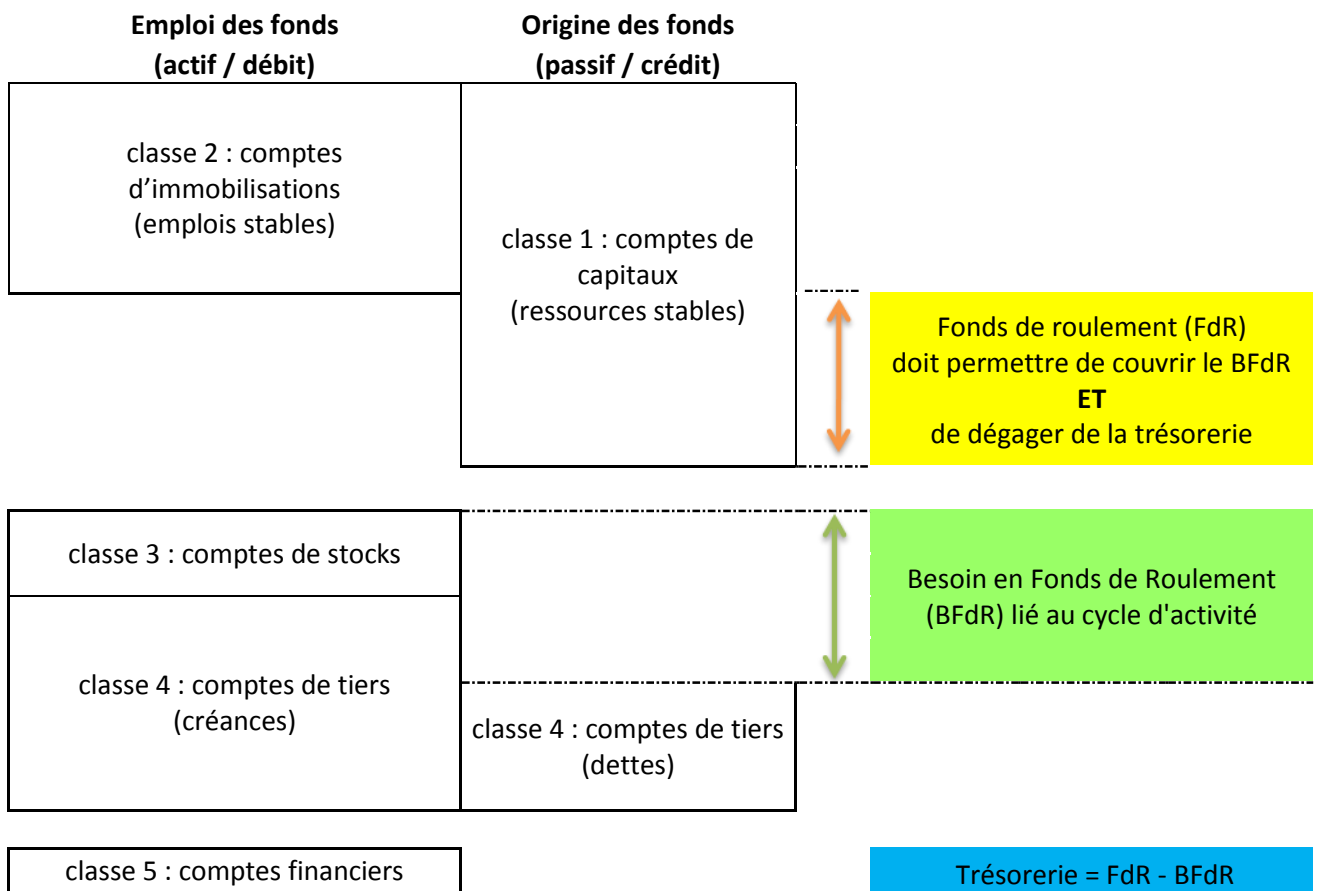 Emploi des fonds
(actif / débit)
Origine des fonds
(passif / crédit)
classe 2 : comptes
d’immobilisations
(emplois stables)
classe 1 : comptes de
capitaux
(ressources stables)
Fonds de roulement (FdR)
doit permettre de couvrir le BFdR
ET
de dégager de la trésorerie
classe 3 : comptes de stocks
Besoin en Fonds de Roulement
(BFdR) lié au cycle d'activité
classe 4 : comptes de tiers
(créances)
classe 4 : comptes de tiers
(dettes)
classe 5 : comptes financiers
Trésorerie = FdR - BFdR